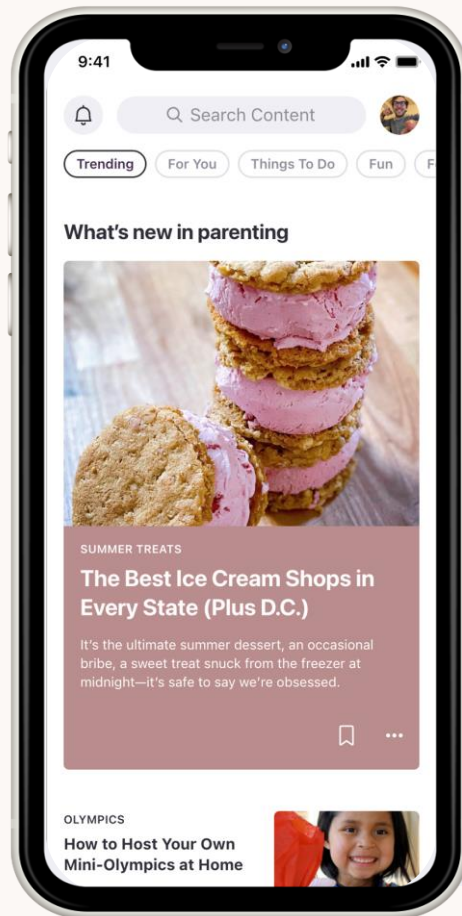 9:41
Search Content
Trending For You Things To Do Fun F
What's new in parenting
SUMMER TREATS
The Best Ice Cream Shops in
Every State (Plus D.C.)
It's the ultimate summer dessert, an occasional
bribe, a sweet treat snuck from the freezer at
midnight—it's safe to say we're obsessed.
OLYMPICS
How to Host Your Own
Mini-Olympics at Home